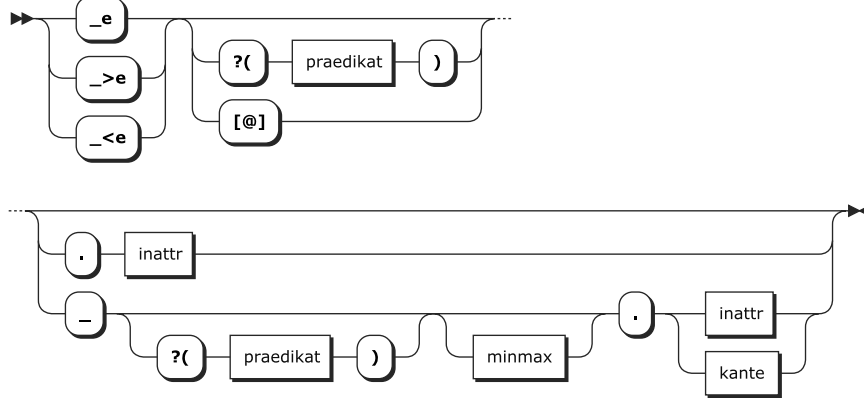 _e
?( praedikat )
_>e
[@]
_<e
. inattr
_ . inattr
?( praedikat ) minmax kante